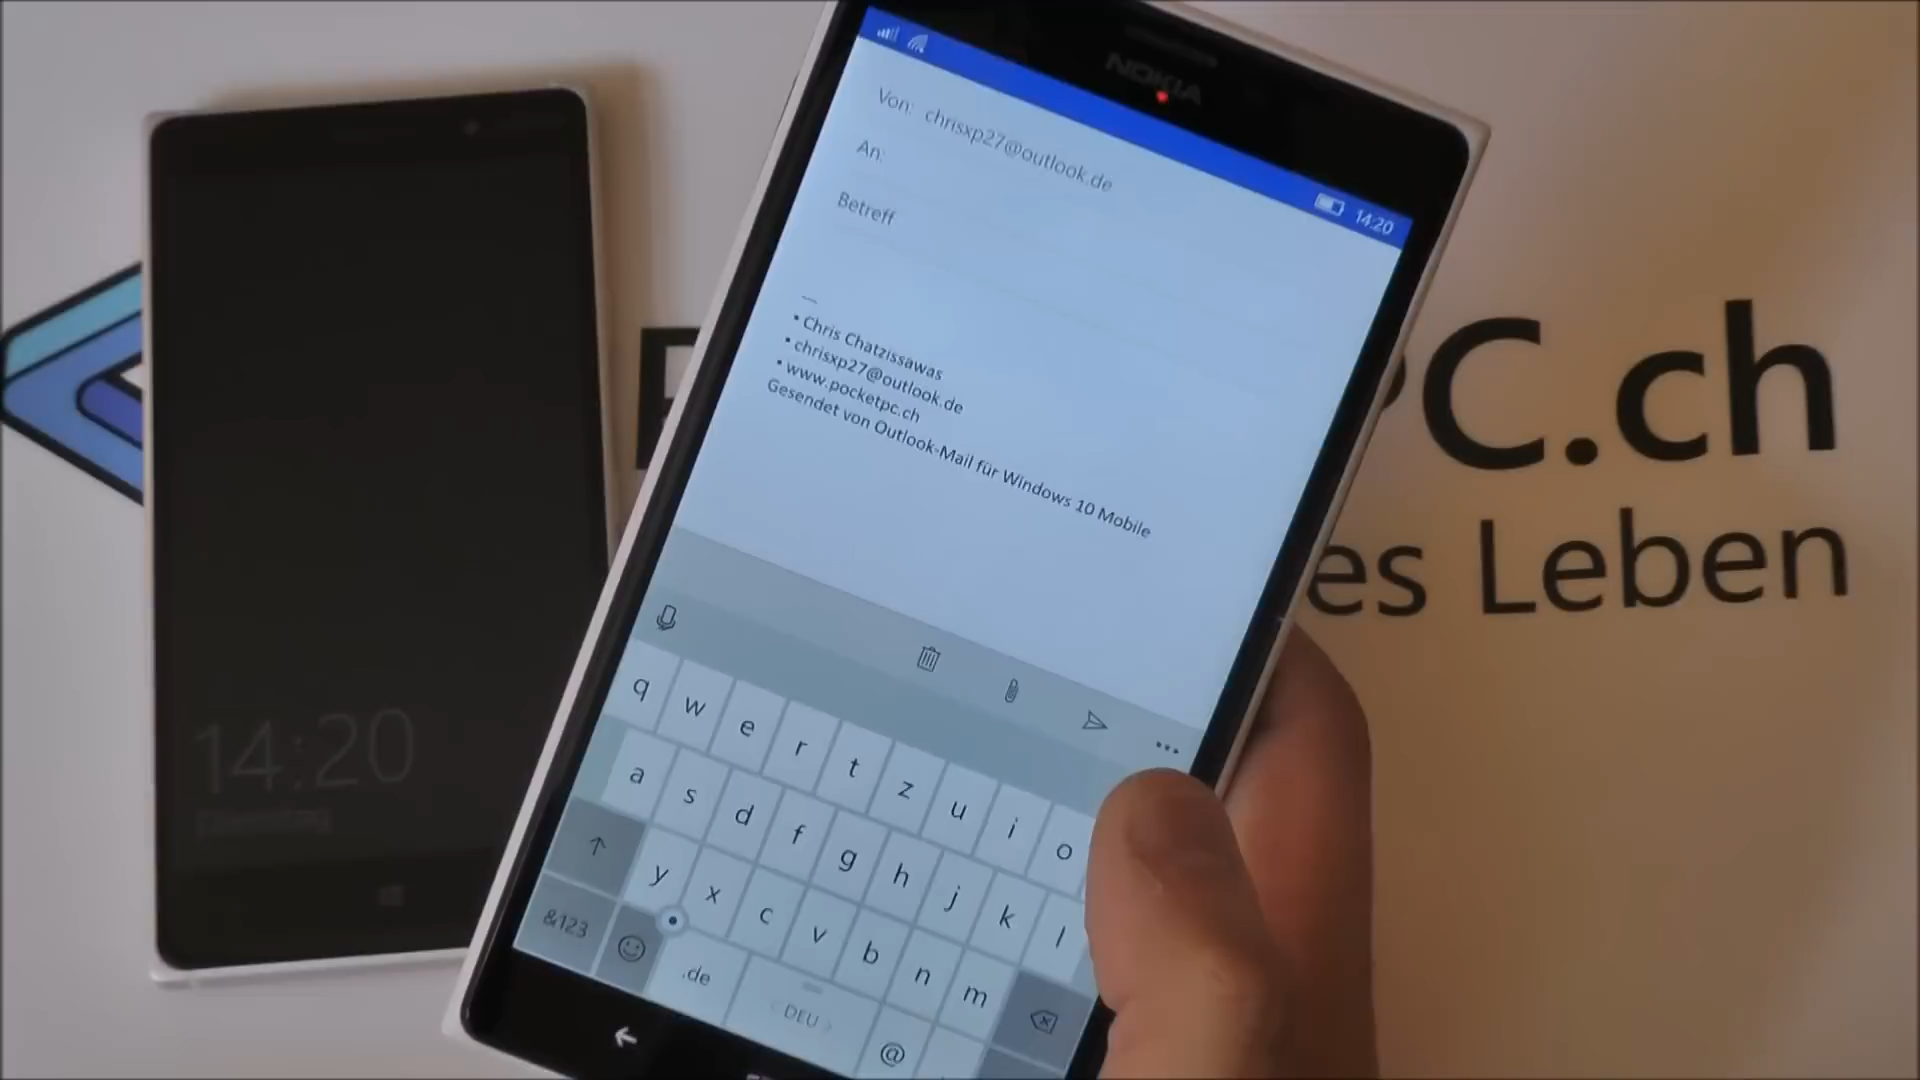 NOKIA
14:20
Von: chrisxp27@outlook.de
An:
Betreff
—
• Chris Chatzissawas
• chrisxp27@outlook.de
• www.pocketpc.ch
Gesendet von Outlook-Mail für Windows 10 Mobile
q w e r t z u i o
a s d f g h j k l
y x c v b n m
&123 .de DEU @
14:20
Dienstag
P PC.ch
es Leben